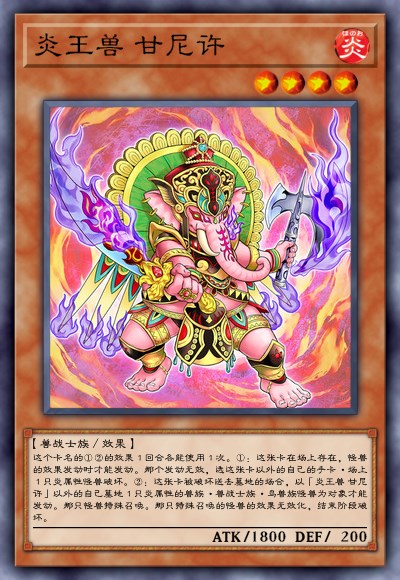 炎王兽 甘尼许
ほのお
炎
【兽战士族/效果】
这个卡名的①②的效果1回合各能使用1次。①：这张卡在场上存在，怪兽
的效果发动时才能发动。那个发动无效，选这张卡以外的自己的手卡·场上
1只炎属性怪兽破坏。②：这张卡被破坏送去墓地的场合，以「炎王兽 甘尼
许」以外的自己墓地1只炎属性的兽族·兽战士族·鸟兽族怪兽为对象才能
发动。那只怪兽特殊召唤。那只特殊召唤的怪兽的效果无效化，结束阶段破
坏。
ATK/1800 DEF/ 200